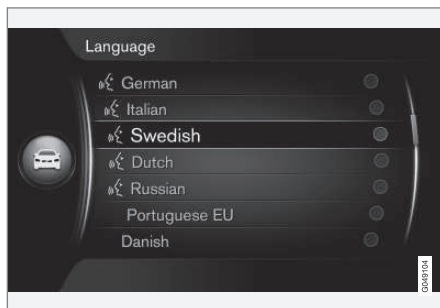 Language
German
Italian
Swedish
Dutch
Russian
Portuguese EU
Danish
G049104